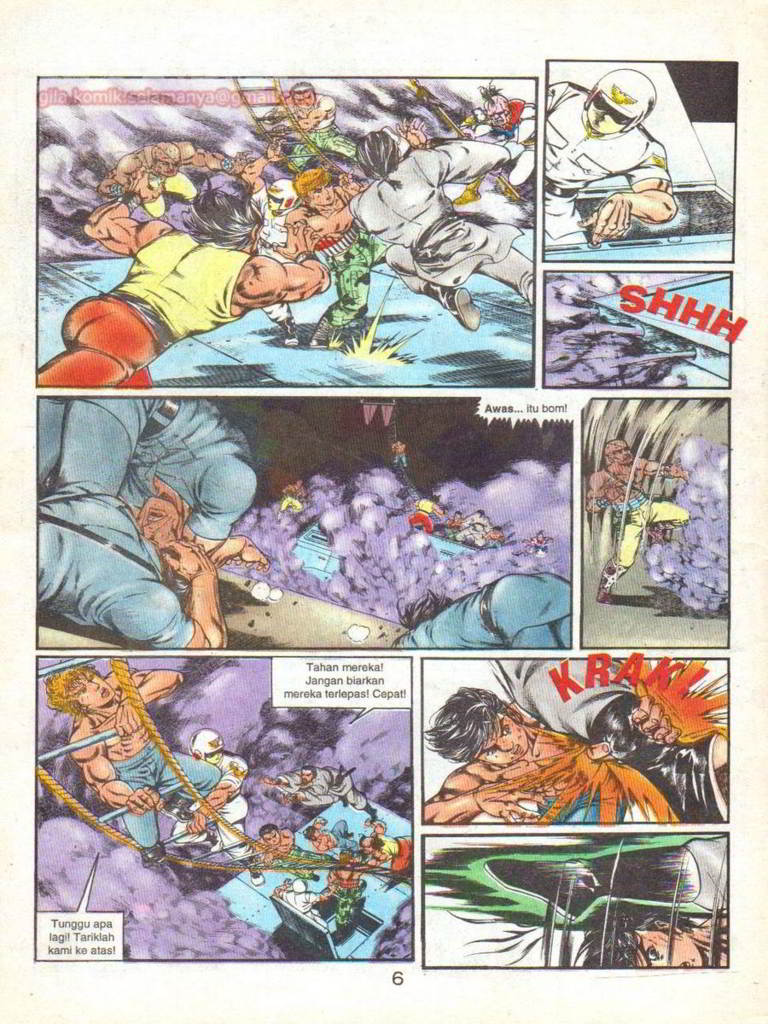 gila.komik.selamanya@gmail
SHHH
Awas... itu bom!
Tahan mereka!
Jangan biarkan
mereka terlepas! Cepat!
KRAK!
Tunggu apa
lagi! Tariklah
kami ke atas!
6